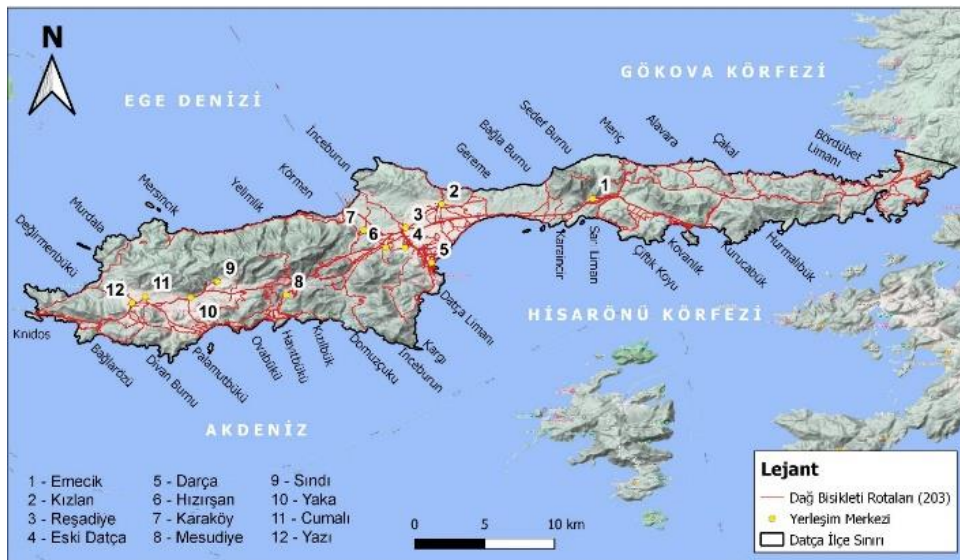 N
EGE DENİZİ
GÖKOVA KÖRFEZİ
HİSARÖNÜ KÖRFEZİ
AKDENİZ
Knidos
Değirmenbükü
Murdala
Mersincik
Yelimlik
Körmen
İnceburun
Gereme
Bağla Burnu
Sedef Burnu
Meriç
Alavara
Çakal
Bördübet
Limanı
Bağlarözü
Divan Burnu
Palamutbükü
Ovabükü
Hayıtbükü
Kızılbük
Domuzçuku
İnceburun
Kargı
Datça Limanı
Karaincir
Sarı Liman
Çiftlik Koyu
Kovanlık
Kurucabük
Hurmalıbük
1
2
3
4
5
6
7
8
9
10
11
12
1 - Emecik
2 - Kızlan
3 - Reşadiye
4 - Eski Datça
5 - Darça
6 - Hızırşan
7 - Karaköy
8 - Mesudiye
9 - Sındı
10 - Yaka
11 - Cumalı
12 - Yazı
0 5 10 km
Lejant
Dağ Bisikleti Rotaları (203)
Yerleşim Merkezi
Datça İlçe Sınırı